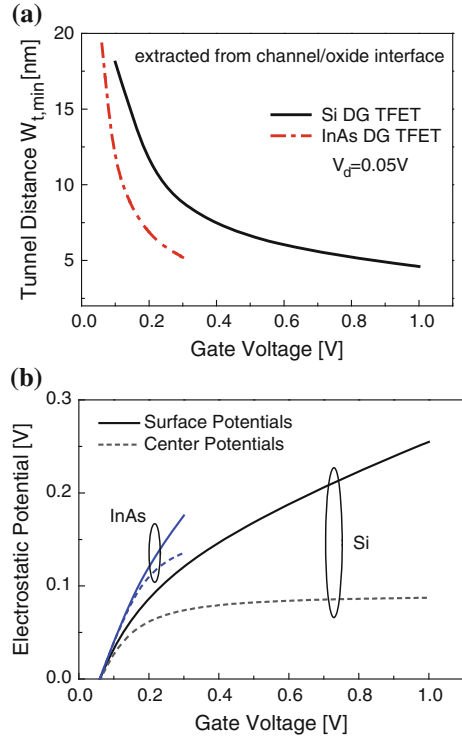 (a)
20
15
10
5
Tunnel Distance W_t,min [nm]
extracted from channel/oxide interface
Si DG TFET
InAs DG TFET
V_d=0.05V
0.0 0.2 0.4 0.6 0.8 1.0
Gate Voltage [V]
(b)
0.3
0.2
0.1
0.0
Electrostatic Potential [V]
Surface Potentials
Center Potentials
InAs
Si
0.0 0.2 0.4 0.6 0.8 1.0
Gate Voltage [V]